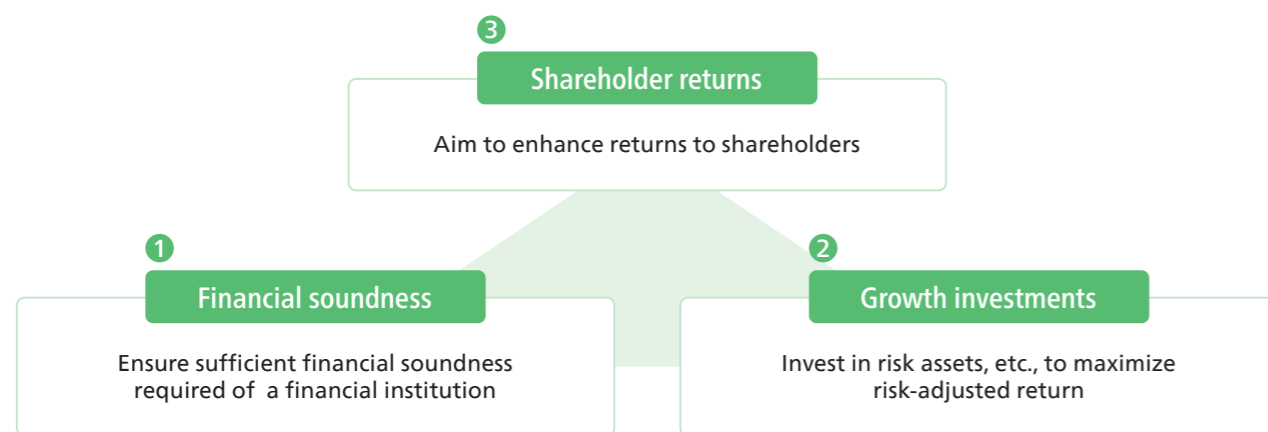 3
Shareholder returns
Aim to enhance returns to shareholders
1
Financial soundness
Ensure sufficient financial soundness
required of a financial institution
2
Growth investments
Invest in risk assets, etc., to maximize
risk-adjusted return